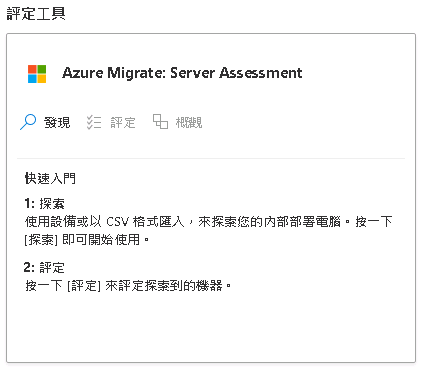 評定工具
Azure Migrate: Server Assessment
發現 評定 概觀
快速入門
1: 探索
使用設備或以 CSV 格式匯入，來探索您的內部部署電腦。按一下
[探索] 即可開始使用。
2: 評定
按一下 [評定] 來評定探索到的機器。